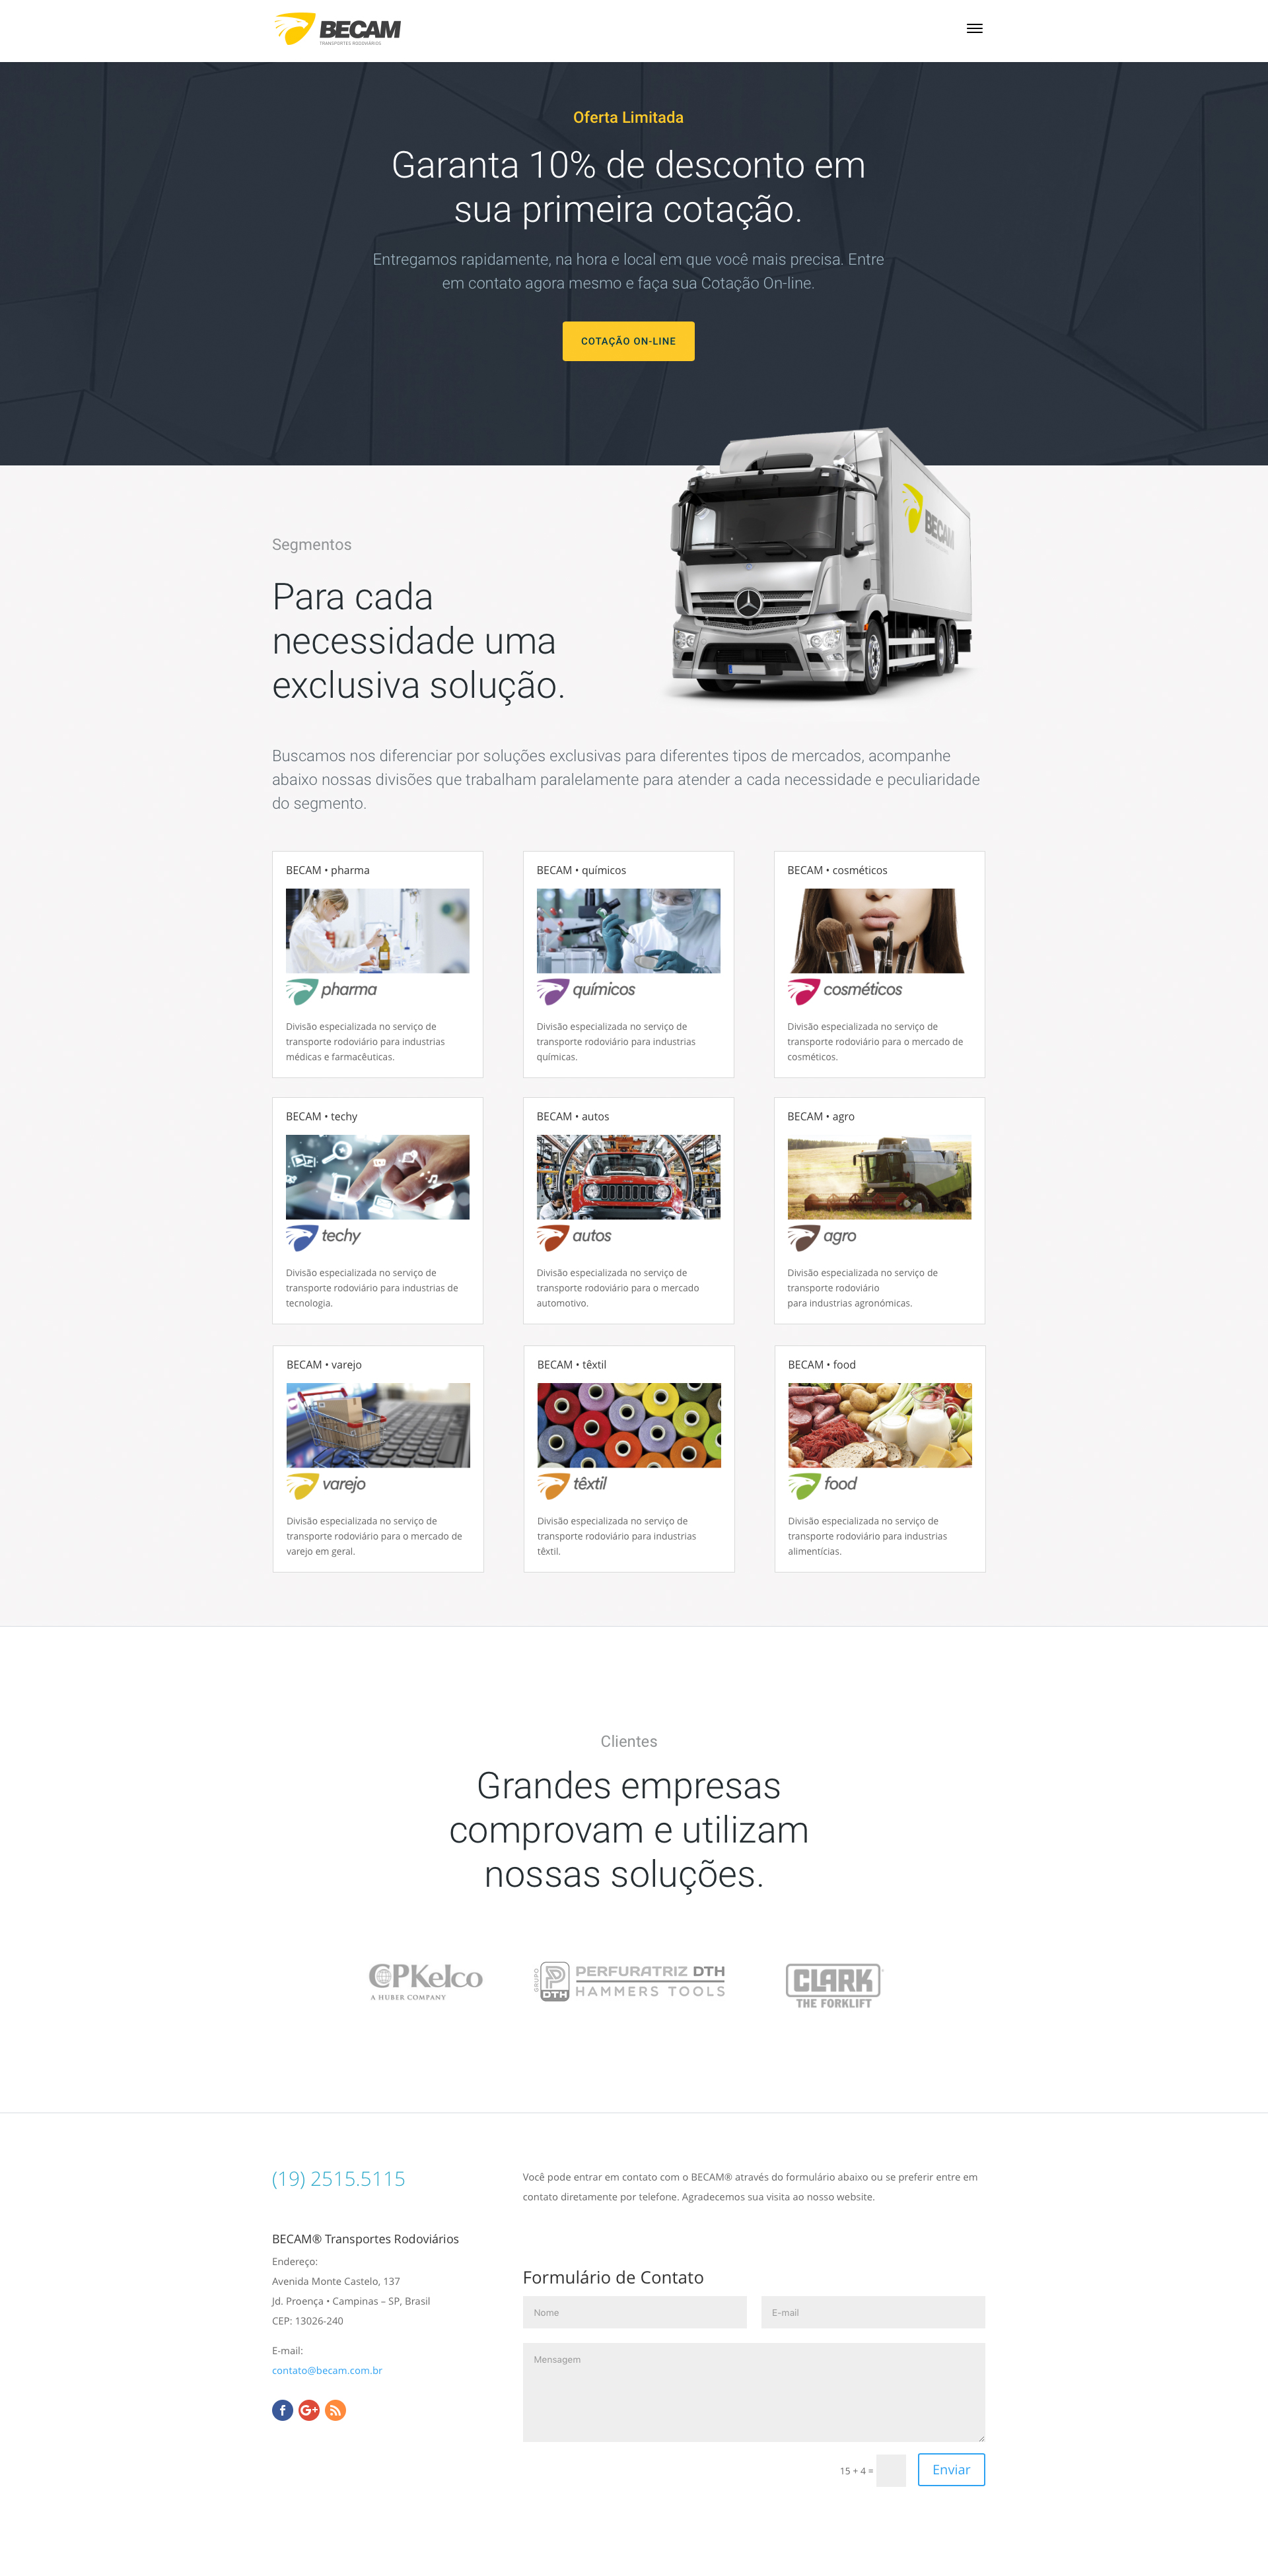 BECAM
TRANSPORTES RODOVIÁRIOS
Oferta Limitada
Garanta 10% de desconto em
sua primeira cotação.
Entregamos rapidamente, na hora e local em que você mais precisa. Entre
em contato agora mesmo e faça sua Cotação On-line.
COTAÇÃO ON-LINE
BECAM
Segmentos
Para cada
necessidade uma
exclusiva solução.
Buscamos nos diferenciar por soluções exclusivas para diferentes tipos de mercados, acompanhe
abaixo nossas divisões que trabalham paralelamente para atender a cada necessidade e peculiaridade
do segmento.
BECAM • pharma
pharma
Divisão especializada no serviço de
transporte rodoviário para industrias
médicas e farmacêuticas.
BECAM • químicos
químicos
Divisão especializada no serviço de
transporte rodoviário para industrias
químicas.
BECAM • cosméticos
cosméticos
Divisão especializada no serviço de
transporte rodoviário para o mercado de
cosméticos.
BECAM • techy
techy
Divisão especializada no serviço de
transporte rodoviário para industrias de
tecnologia.
BECAM • autos
autos
Divisão especializada no serviço de
transporte rodoviário para o mercado
automotivo.
BECAM • agro
agro
Divisão especializada no serviço de
transporte rodoviário
para industrias agronómicas.
BECAM • varejo
varejo
Divisão especializada no serviço de
transporte rodoviário para o mercado de
varejo em geral.
BECAM • têxtil
têxtil
Divisão especializada no serviço de
transporte rodoviário para industrias
têxtil.
BECAM • food
food
Divisão especializada no serviço de
transporte rodoviário para industrias
alimentícias.
Clientes
Grandes empresas
comprovam e utilizam
nossas soluções.
CPKelco
A HUBER COMPANY
GRUPO
DTH
PERFURATRIZ DTH
HAMMERS TOOLS
CLARK
THE FORKLIFT
(19) 2515.5115
BECAM® Transportes Rodoviários
Endereço:
Avenida Monte Castelo, 137
Jd. Proença • Campinas – SP, Brasil
CEP: 13026-240
E-mail:
contato@becam.com.br
Você pode entrar em contato com o BECAM® através do formulário abaixo ou se preferir entre em
contato diretamente por telefone. Agradecemos sua visita ao nosso website.
Formulário de Contato
Nome
E-mail
Mensagem
15 + 4 =
Enviar